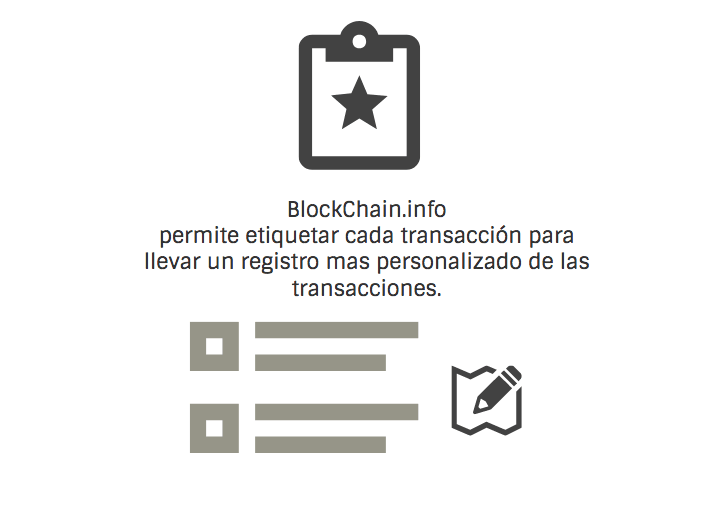 BlockChain.info
permite etiquetar cada transacción para
llevar un registro mas personalizado de las
transacciones.